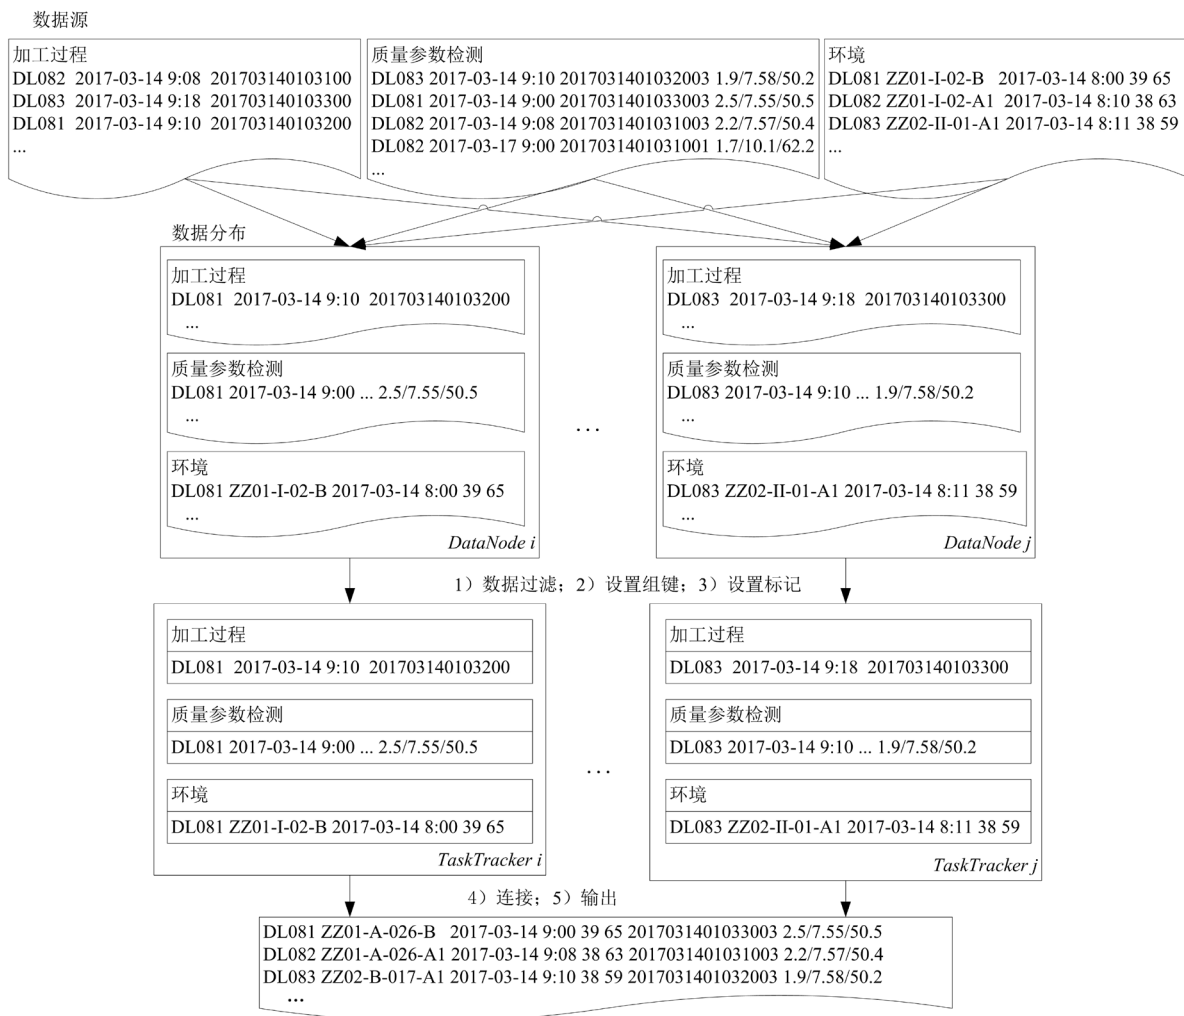 数据源
加工过程
DL082 2017-03-14 9:08 201703140103100
DL083 2017-03-14 9:18 201703140103300
DL081 2017-03-14 9:10 201703140103200
...
质量参数检测
DL083 2017-03-14 9:10 2017031401032003 1.9/7.58/50.2
DL081 2017-03-14 9:00 2017031401033003 2.5/7.55/50.5
DL082 2017-03-14 9:08 2017031401031003 2.2/7.57/50.4
DL082 2017-03-17 9:00 2017031401031001 1.7/10.1/62.2
...
环境
DL081 ZZ01-I-02-B 2017-03-14 8:00 39 65
DL082 ZZ01-I-02-A1 2017-03-14 8:10 38 63
DL083 ZZ02-II-01-A1 2017-03-14 8:11 38 59
...
数据分布
加工过程
DL081 2017-03-14 9:10 201703140103200
...
质量参数检测
DL081 2017-03-14 9:00 ... 2.5/7.55/50.5
...
环境
DL081 ZZ01-I-02-B 2017-03-14 8:00 39 65
...
DataNode i
...
加工过程
DL083 2017-03-14 9:18 201703140103300
...
质量参数检测
DL083 2017-03-14 9:10 ... 1.9/7.58/50.2
...
环境
DL083 ZZ02-II-01-A1 2017-03-14 8:11 38 59
...
DataNode j
1）数据过滤；2）设置组键；3）设置标记
加工过程
DL081 2017-03-14 9:10 201703140103200
质量参数检测
DL081 2017-03-14 9:00 ... 2.5/7.55/50.5
环境
DL081 ZZ01-I-02-B 2017-03-14 8:00 39 65
TaskTracker i
...
加工过程
DL083 2017-03-14 9:18 201703140103300
质量参数检测
DL083 2017-03-14 9:10 ... 1.9/7.58/50.2
环境
DL083 ZZ02-II-01-A1 2017-03-14 8:11 38 59
TaskTracker j
4）连接；5）输出
DL081 ZZ01-A-026-B 2017-03-14 9:00 39 65 2017031401033003 2.5/7.55/50.5
DL082 ZZ01-A-026-A1 2017-03-14 9:08 38 63 2017031401031003 2.2/7.57/50.4
DL083 ZZ02-B-017-A1 2017-03-14 9:10 38 59 2017031401032003 1.9/7.58/50.2
...